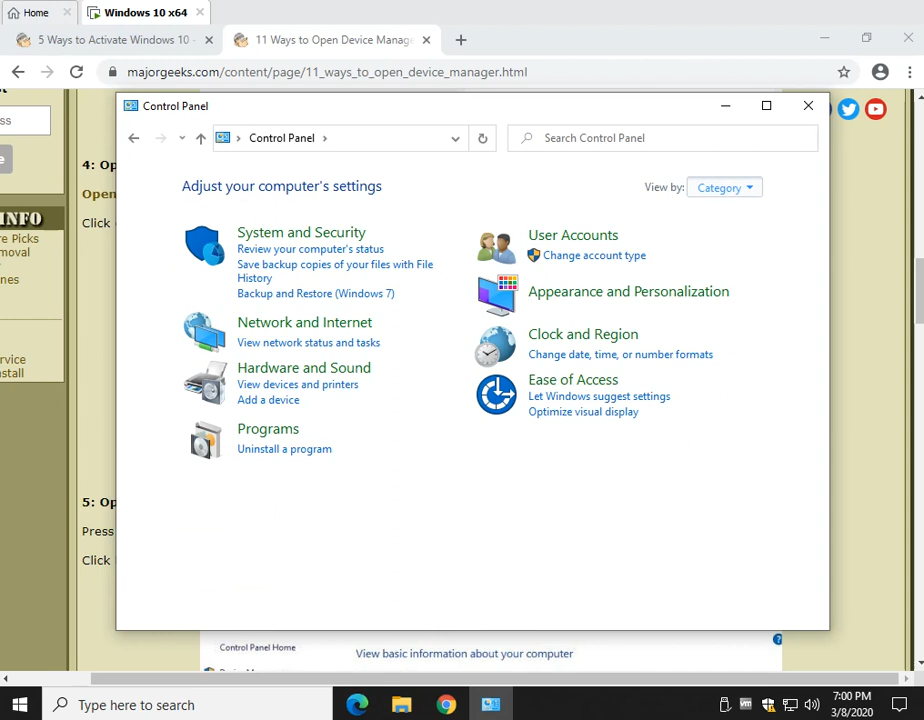 Home
Windows 10 x64
5 Ways to Activate Windows 10 -
11 Ways to Open Device Manage
majorgeeks.com/content/page/11_ways_to_open_device_manager.html
Control Panel
Control Panel
Search Control Panel
Adjust your computer's settings
View by:
Category
System and Security
Review your computer's status
Save backup copies of your files with File
History
Backup and Restore (Windows 7)
Network and Internet
View network status and tasks
Hardware and Sound
View devices and printers
Add a device
Programs
Uninstall a program
User Accounts
Change account type
Appearance and Personalization
Clock and Region
Change date, time, or number formats
Ease of Access
Let Windows suggest settings
Optimize visual display
ss
e
4: Op
Open
Click
INFO
re Picks
moval
nes
rvice
stall
5: Op
Press
Click
Control Panel Home
View basic information about your computer
?
Type here to search
vm
7:00 PM
3/8/2020